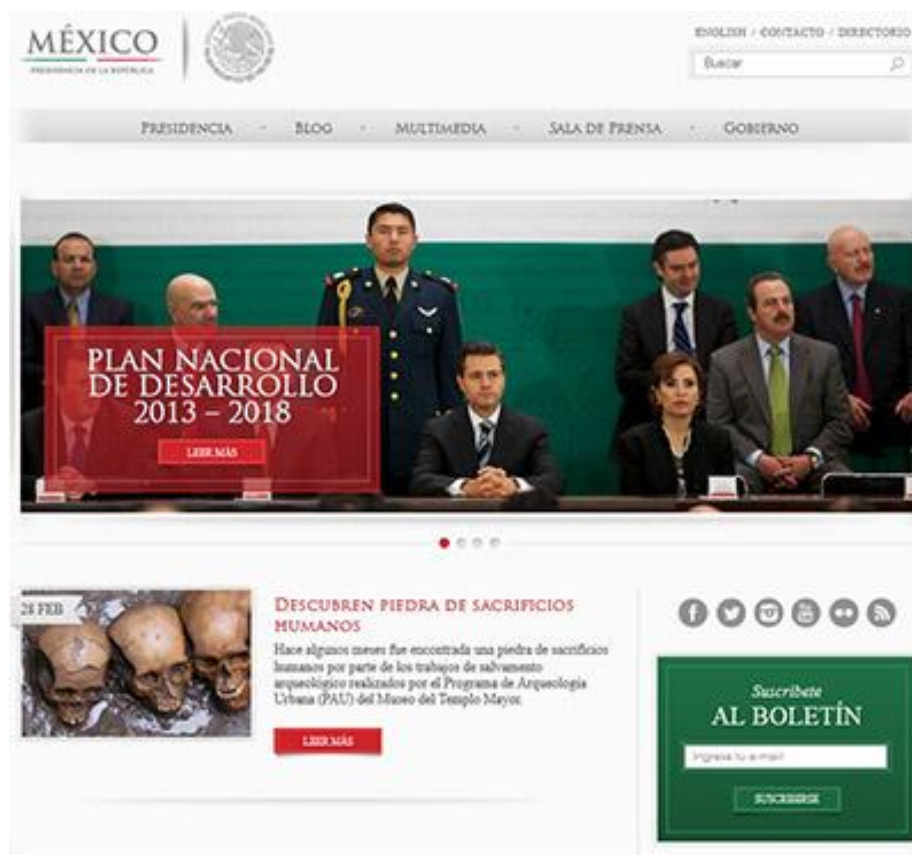 MÉXICO
PRESIDENCIA DE LA REPÚBLICA
ENGLISH / CONTACTO / DIRECTORIO
Buscar
PRESIDENCIA · BLOG · MULTIMEDIA · SALA DE PRENSA · GOBIERNO
PLAN NACIONAL
DE DESARROLLO
2013 – 2018
LEER MÁS
28 FEB
DESCUBREN PIEDRA DE SACRIFICIOS
HUMANOS
Hace algunos meses fue encontrada una piedra de sacrificios
humanos por parte de los trabajos de salvamento
arqueológico realizados por el Programa de Arqueología
Urbana (PAU) del Museo del Templo Mayor.
LEER MÁS
Suscríbete
AL BOLETÍN
Ingresa tu e-mail
SUSCRIBIRSE